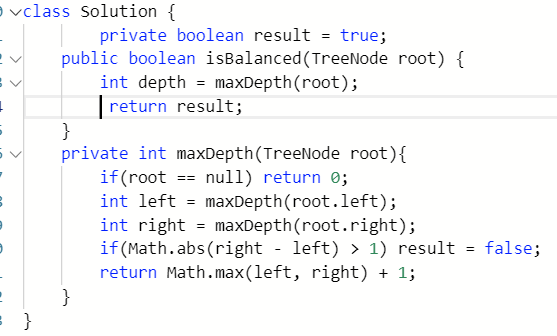 class Solution {
private boolean result = true;
public boolean isBalanced(TreeNode root) {
int depth = maxDepth(root);
return result;
}
private int maxDepth(TreeNode root){
if(root == null) return 0;
int left = maxDepth(root.left);
int right = maxDepth(root.right);
if(Math.abs(right - left) > 1) result = false;
return Math.max(left, right) + 1;
}
}